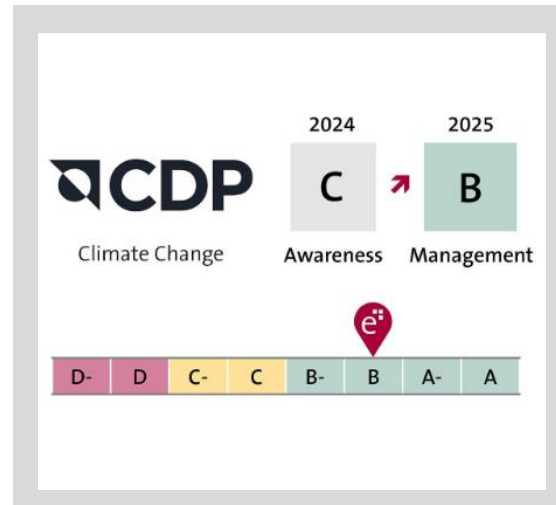 2024 2025
CDP C B
Climate Change Awareness Management
e
D- D C- C B- B A- A